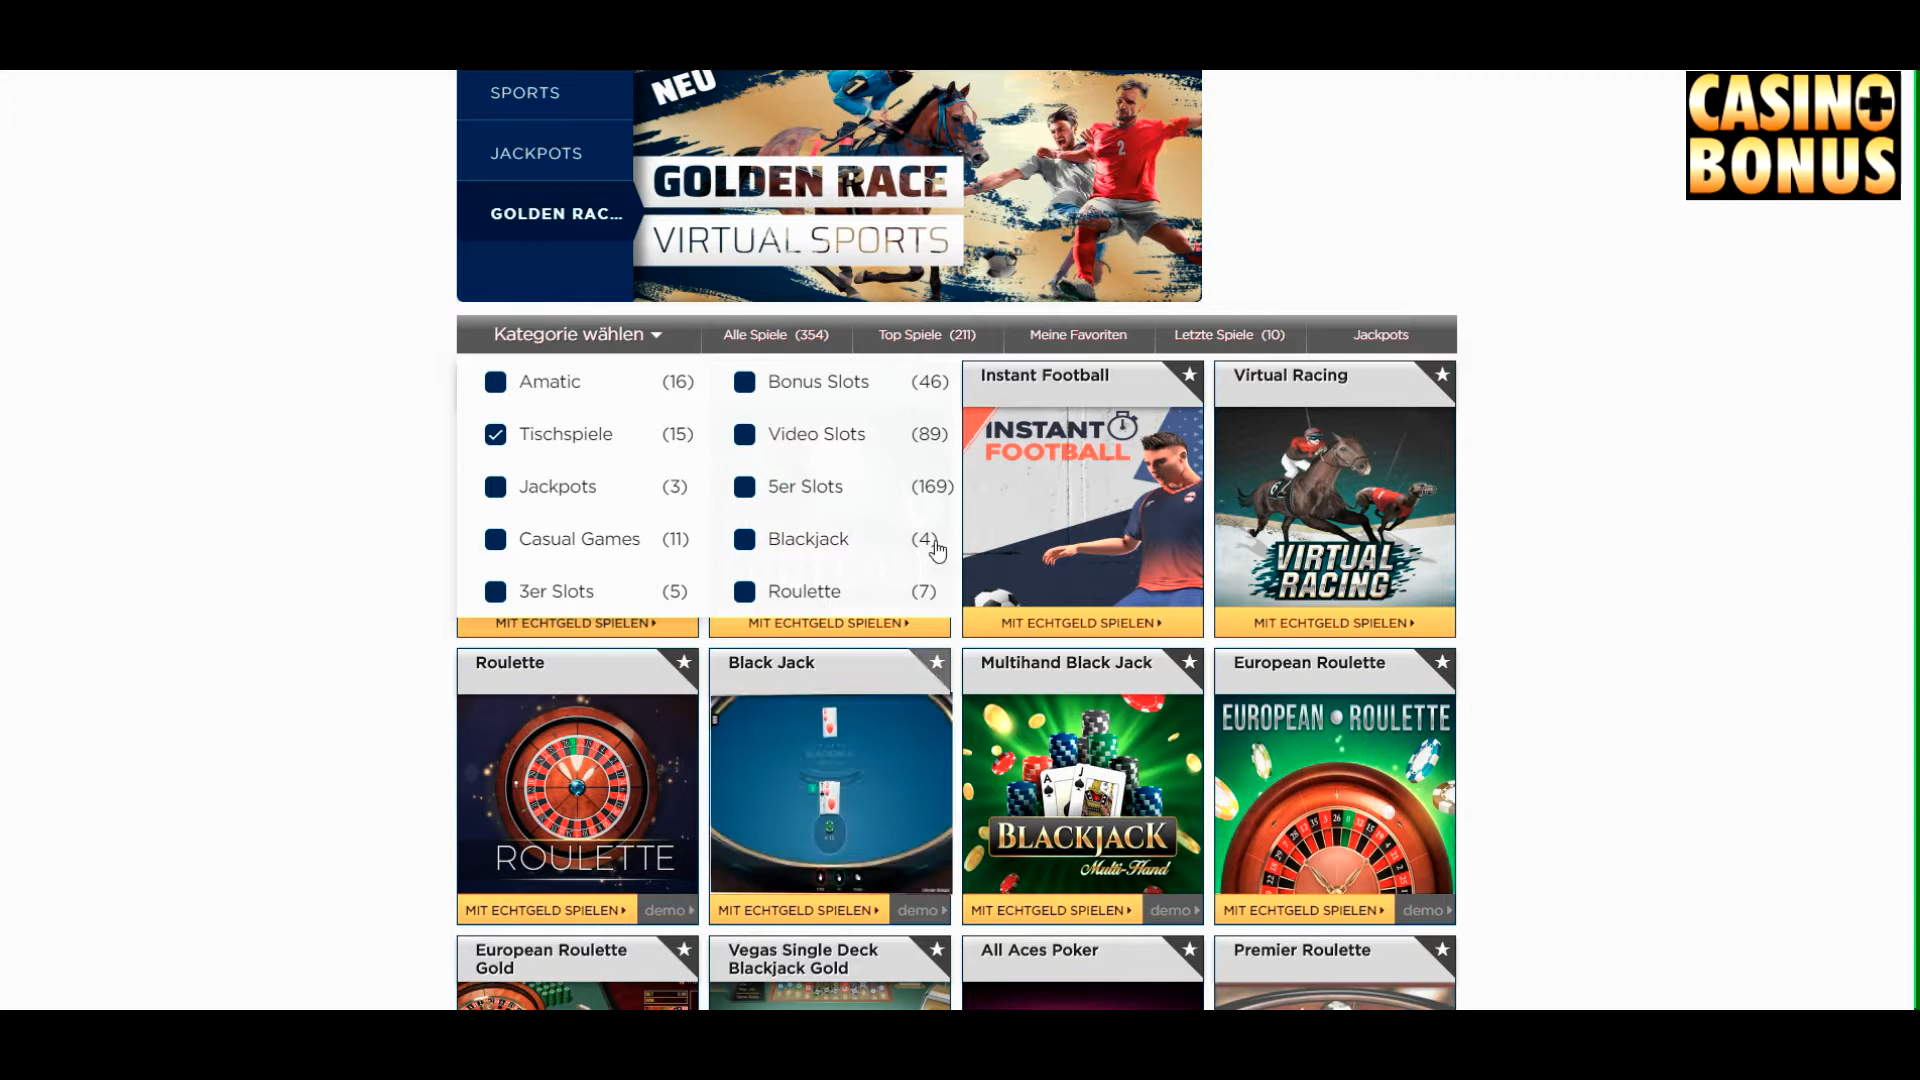 CASINO
BONUS
SPORTS
JACKPOTS
GOLDEN RAC...
NEU
GOLDEN RACE
VIRTUAL SPORTS
1
2
Kategorie wählen
Alle Spiele (354)
Top Spiele (211)
Meine Favoriten
Letzte Spiele (10)
Jackpots
Amatic (16)
Bonus Slots (46)
Tischspiele (15)
Video Slots (89)
Jackpots (3)
5er Slots (169)
Casual Games (11)
Blackjack (4)
3er Slots (5)
Roulette (7)
Instant Football
INSTANT
FOOTBALL
Virtual Racing
VIRTUAL
RACING
MIT ECHTGELD SPIELEN
MIT ECHTGELD SPIELEN
MIT ECHTGELD SPIELEN
MIT ECHTGELD SPIELEN
Roulette
ROULETTE
MIT ECHTGELD SPIELEN demo
Black Jack
MIT ECHTGELD SPIELEN demo
Multihand Black Jack
A J
BLACKJACK
Multi-Hand
MIT ECHTGELD SPIELEN demo
European Roulette
EUROPEAN ROULETTE
MIT ECHTGELD SPIELEN demo
European Roulette
Gold
Vegas Single Deck
Blackjack Gold
All Aces Poker
Premier Roulette